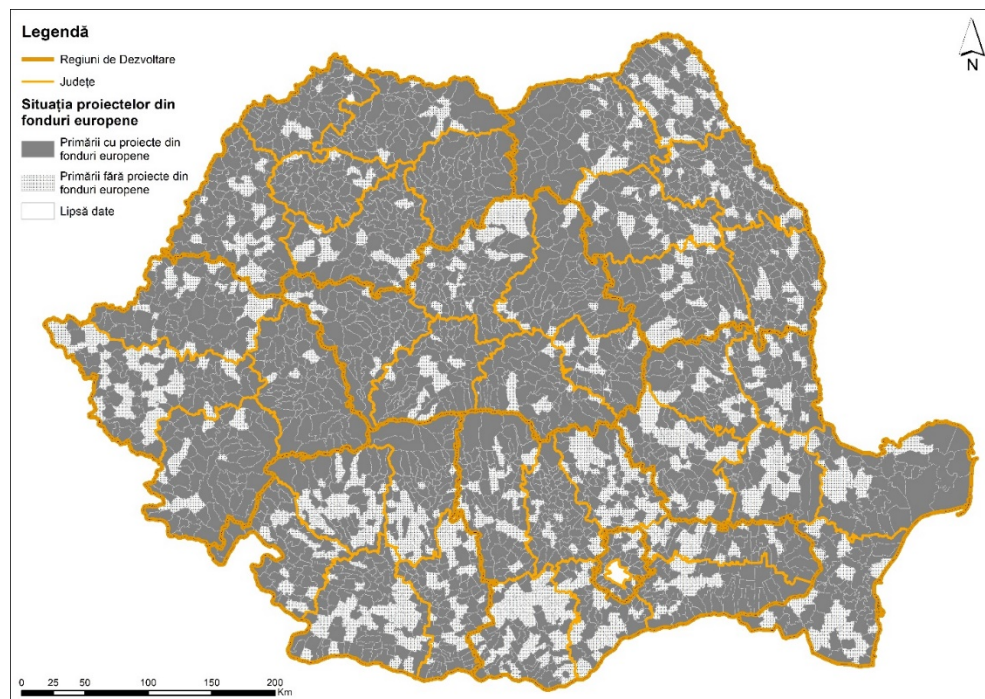 Legendă
Regiuni de Dezvoltare
Județe
Situația proiectelor din
fonduri europene
Primării cu proiecte din
fonduri europene
Primării fără proiecte din
fonduri europene
Lipsă date
N
0 25 50 100 150 200
Km